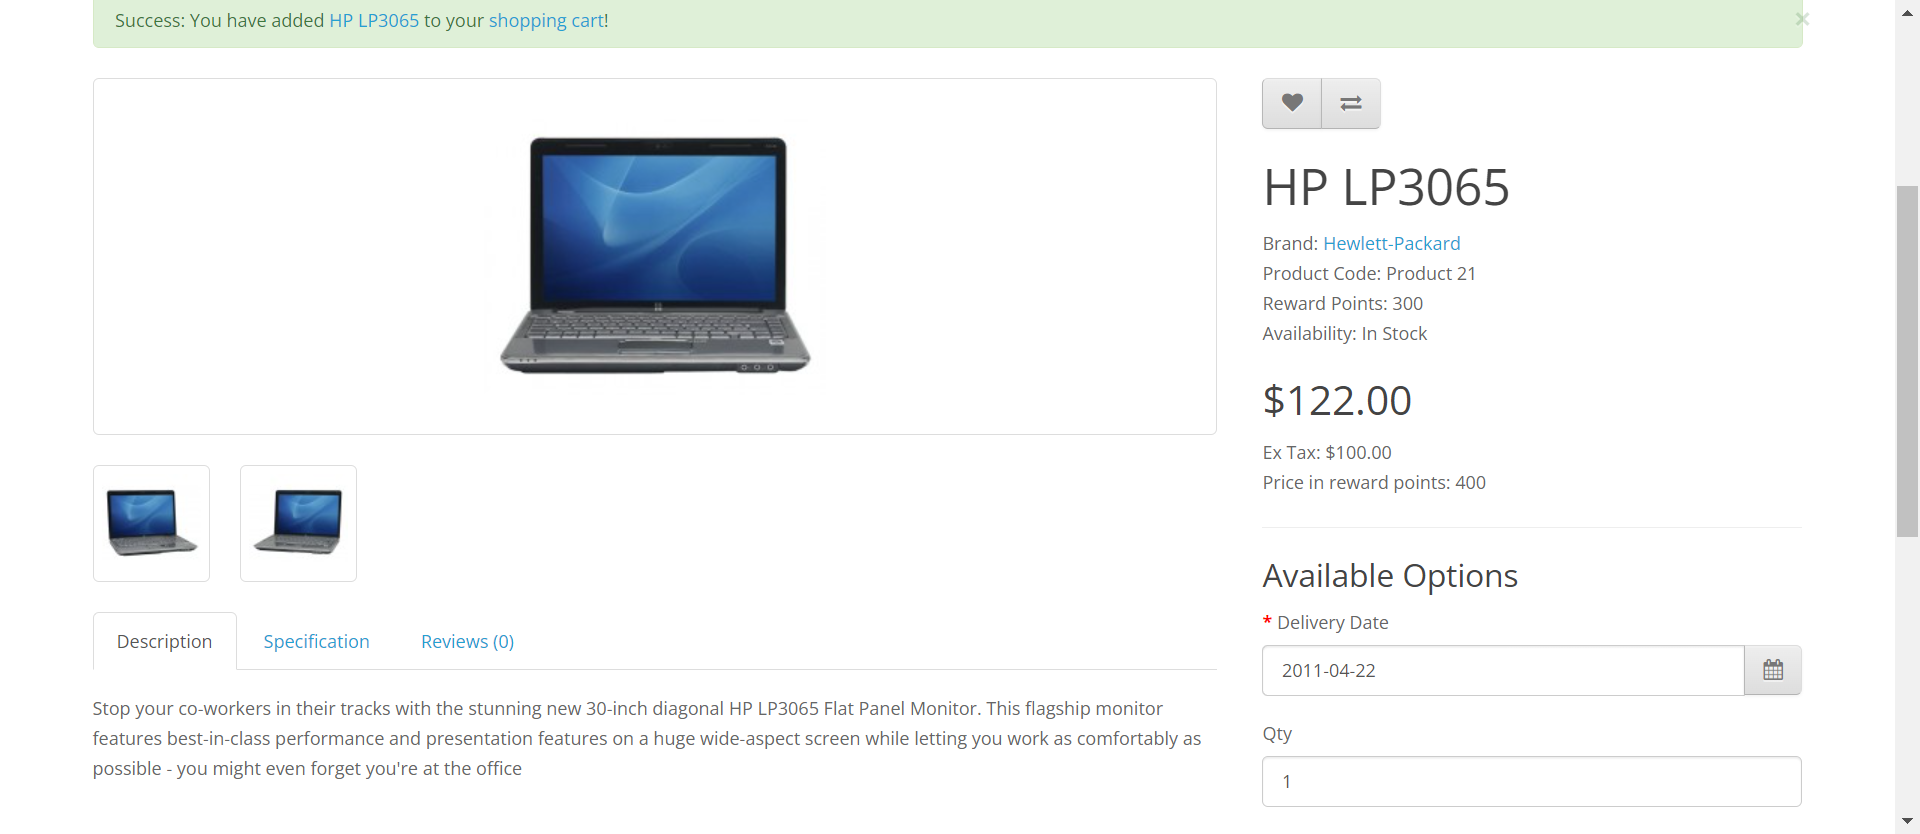 Success: You have added HP LP3065 to your shopping cart!
×
HP LP3065
Brand: Hewlett-Packard
Product Code: Product 21
Reward Points: 300
Availability: In Stock
$122.00
Ex Tax: $100.00
Price in reward points: 400
Available Options
* Delivery Date
2011-04-22
Qty
1
Description
Specification
Reviews (0)
Stop your co-workers in their tracks with the stunning new 30-inch diagonal HP LP3065 Flat Panel Monitor. This flagship monitor
features best-in-class performance and presentation features on a huge wide-aspect screen while letting you work as comfortably as
possible - you might even forget you're at the office